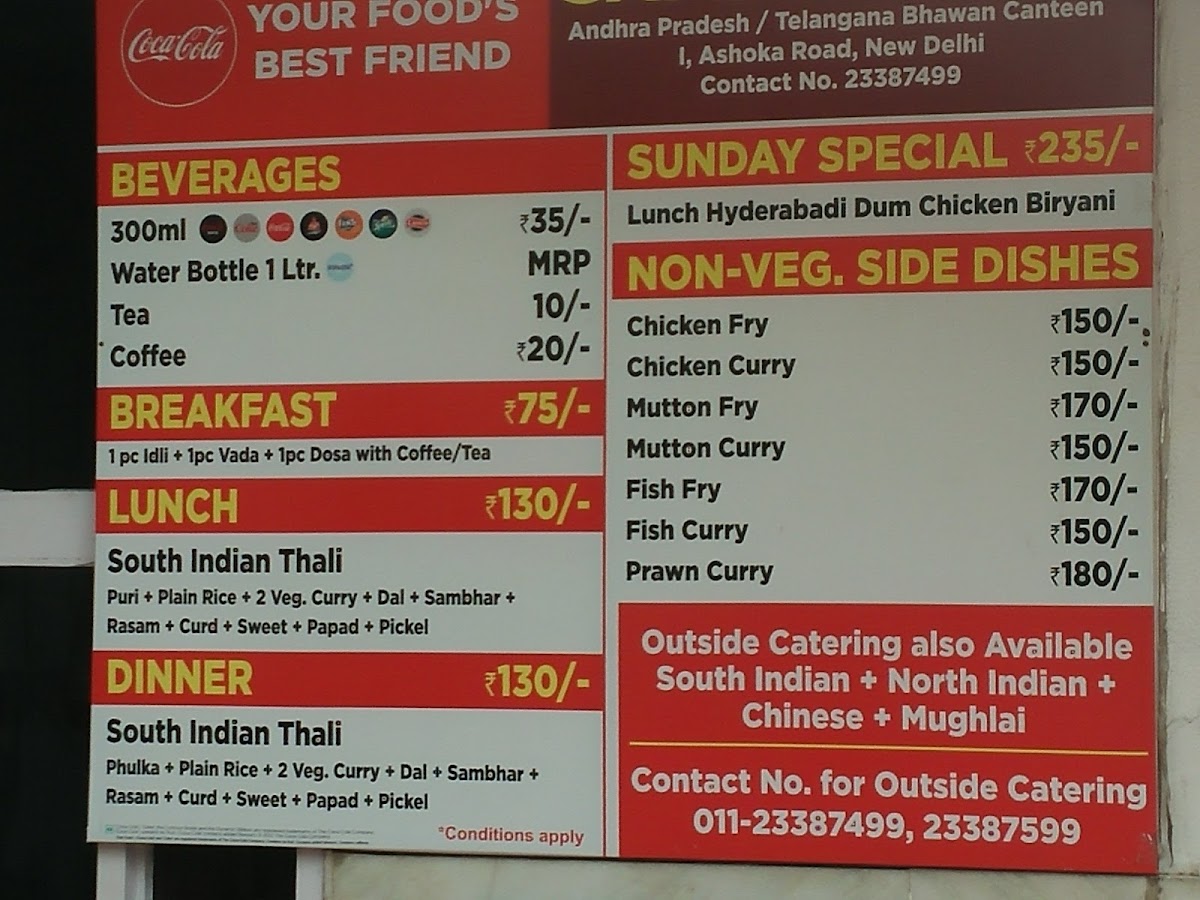 Coca-Cola
YOUR FOOD'S
BEST FRIEND
Andhra Pradesh / Telangana Bhawan Canteen
I, Ashoka Road, New Delhi
Contact No. 23387499
BEVERAGES
300ml ₹35/-
Water Bottle 1 Ltr. MRP
Tea 10/-
Coffee ₹20/-
BREAKFAST ₹75/-
1 pc Idli + 1pc Vada + 1pc Dosa with Coffee/Tea
LUNCH ₹130/-
South Indian Thali
Puri + Plain Rice + 2 Veg. Curry + Dal + Sambhar +
Rasam + Curd + Sweet + Papad + Pickel
DINNER ₹130/-
South Indian Thali
Phulka + Plain Rice + 2 Veg. Curry + Dal + Sambhar +
Rasam + Curd + Sweet + Papad + Pickel
*Conditions apply
SUNDAY SPECIAL ₹235/-
Lunch Hyderabadi Dum Chicken Biryani
NON-VEG. SIDE DISHES
Chicken Fry ₹150/-
Chicken Curry ₹150/-
Mutton Fry ₹170/-
Mutton Curry ₹150/-
Fish Fry ₹170/-
Fish Curry ₹150/-
Prawn Curry ₹180/-
Outside Catering also Available
South Indian + North Indian +
Chinese + Mughlai
Contact No. for Outside Catering
011-23387499, 23387599